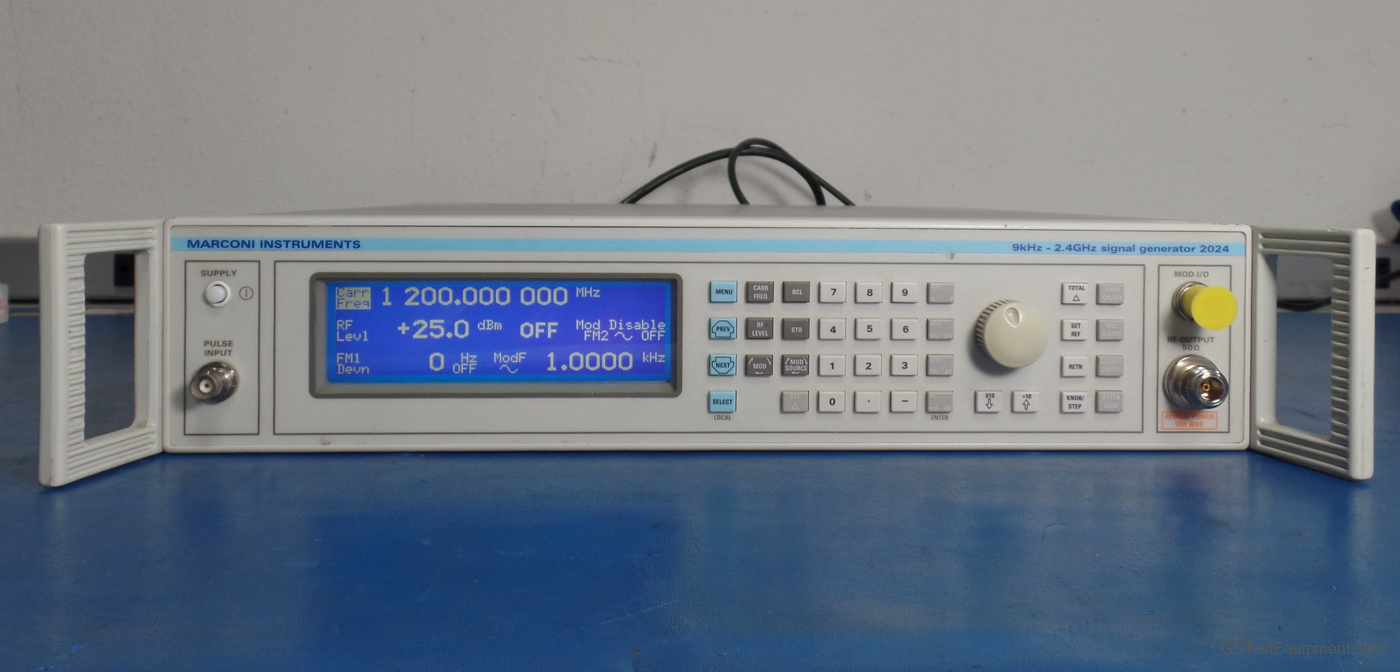 MARCONI INSTRUMENTS
9kHz - 2.4GHz signal generator 2024
SUPPLY
PULSE
INPUT
Carr
Freq
1 200.000 000 MHz
RF
Levl
+25.0 dBm OFF
Mod Disable
FM2 OFF
FM1
Devn
0 Hz
OFF
ModF
1.0000 kHz
MENU
CARR
FREQ
RCL
7
8
9
PREV
RF
LEVEL
STO
4
5
6
NEXT
MOD
MOD
SOURCE
1
2
3
SELECT
LOCAL
0
.
−
ENTER
X10
÷10
TOTAL
Δ
SET
REF
RETN
KNOB/
STEP
MOD I/O
RF OUTPUT
50Ω